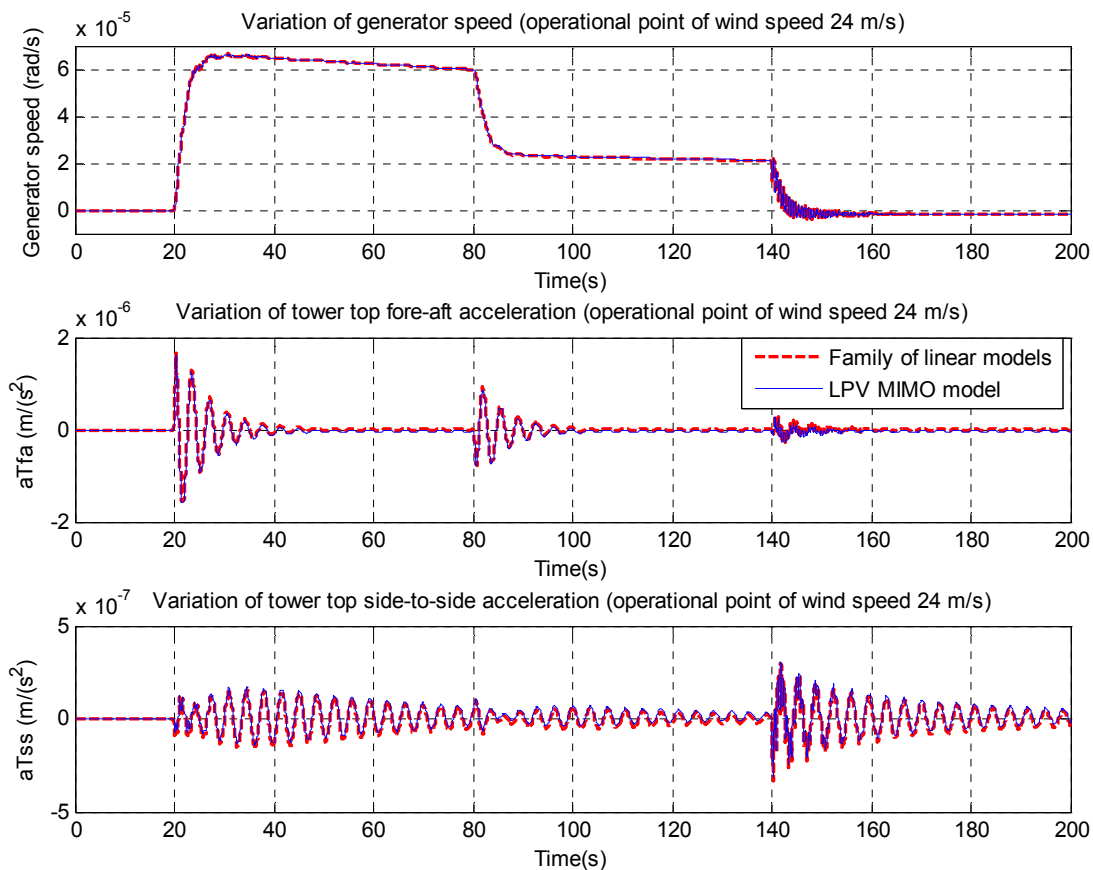 Variation of generator speed (operational point of wind speed 24 m/s)
x 10^-5
Generator speed (rad/s)
6
4
2
0
0 20 40 60 80 100 120 140 160 180 200
Time(s)
Variation of tower top fore-aft acceleration (operational point of wind speed 24 m/s)
x 10^-6
aTfa (m/(s^2)
2
0
-2
Family of linear models
LPV MIMO model
0 20 40 60 80 100 120 140 160 180 200
Time(s)
Variation of tower top side-to-side acceleration (operational point of wind speed 24 m/s)
x 10^-7
aTss (m/(s^2)
5
0
-5
0 20 40 60 80 100 120 140 160 180 200
Time(s)